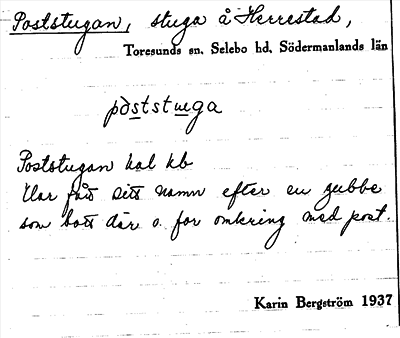 Poststugan, stuga å Herrestad,
Toresunds sn. Selebo hd. Södermanlands län
påststuga
Poststugan kal kb
Har fått sitt namn efter en gubbe
som bott där o. for omkring med post.
Karin Bergström 1937